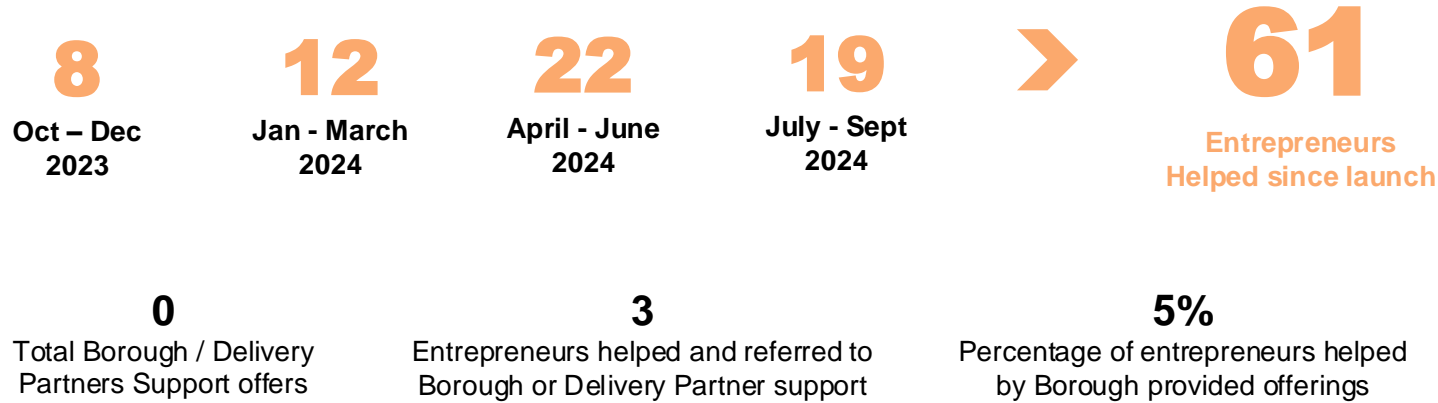 8
Oct – Dec
2023
12
Jan - March
2024
22
April - June
2024
19
July - Sept
2024
61
Entrepreneurs
Helped since launch
0
Total Borough / Delivery
Partners Support offers
3
Entrepreneurs helped and referred to
Borough or Delivery Partner support
5%
Percentage of entrepreneurs helped
by Borough provided offerings